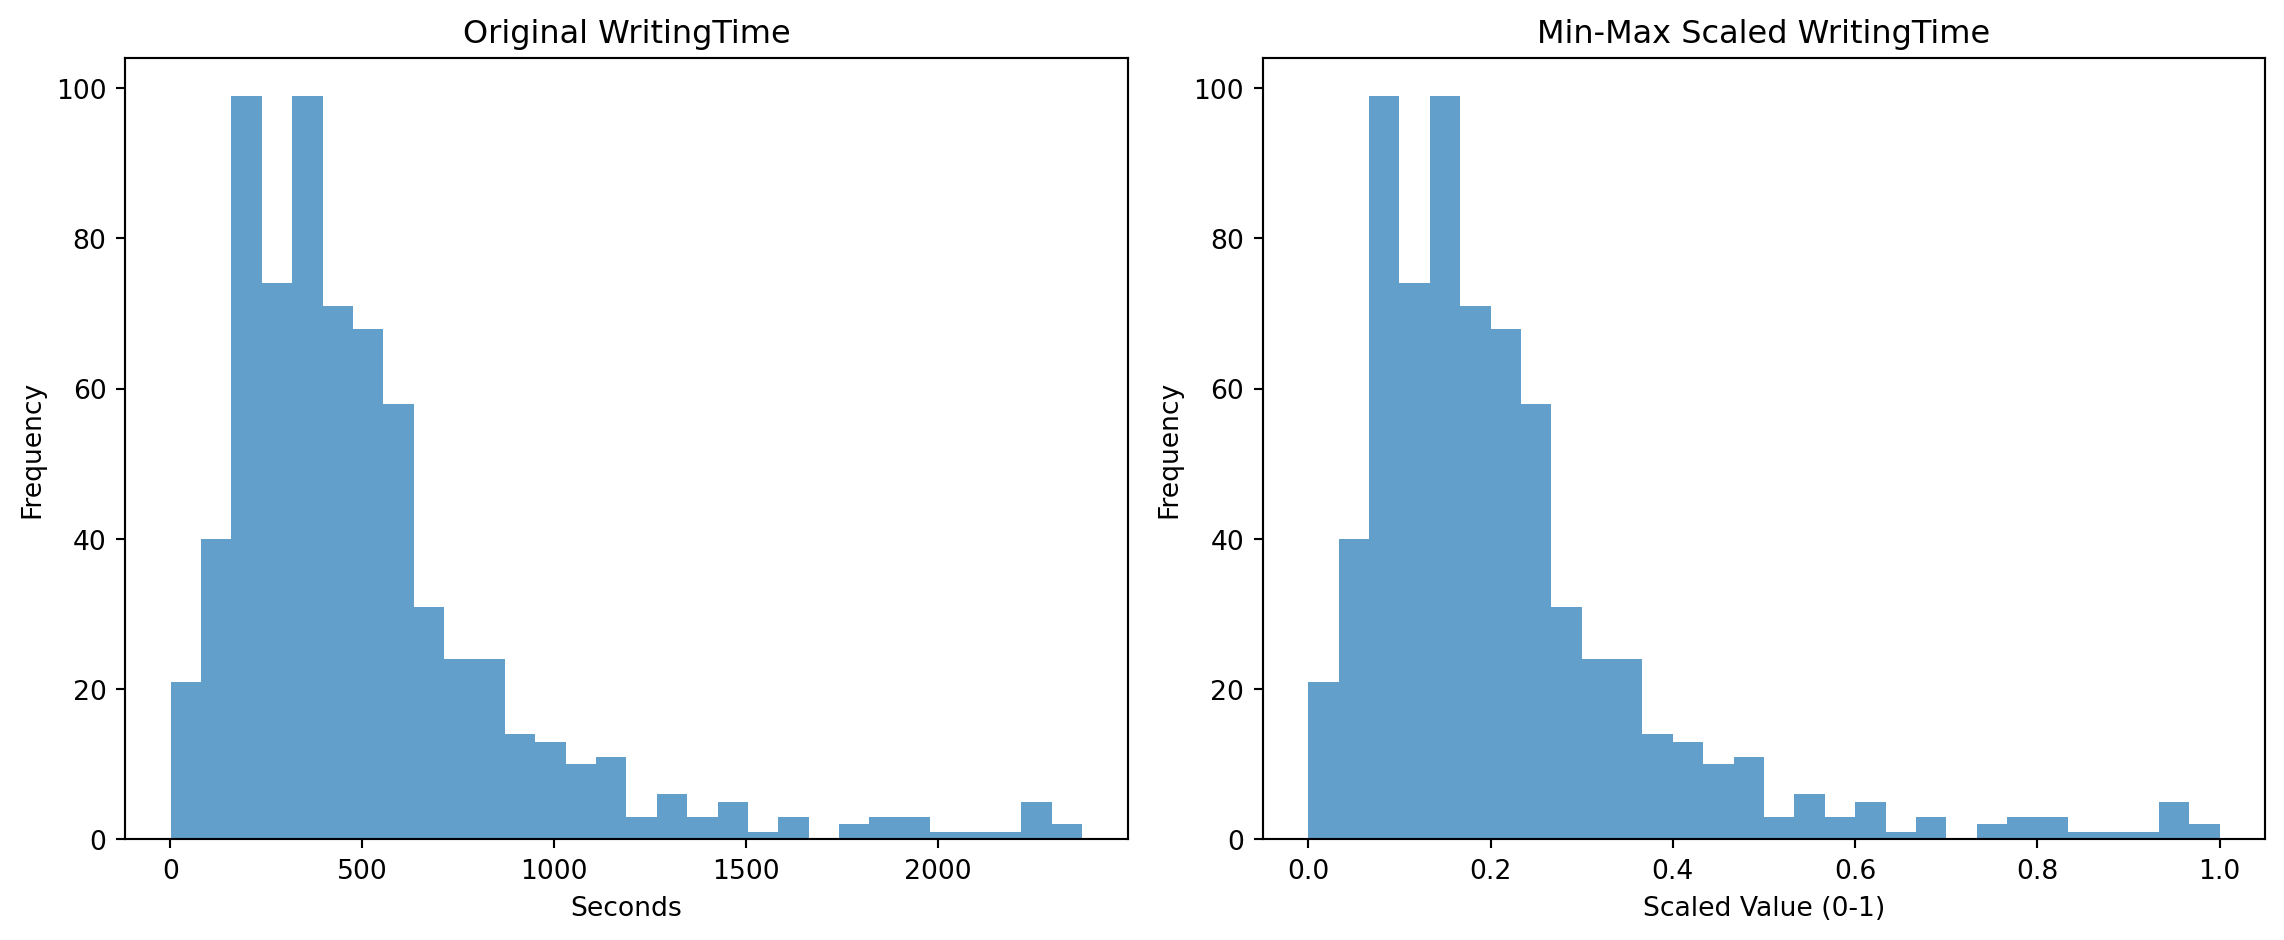 Original WritingTime
100
80
60
40
20
0
Frequency
0 500 1000 1500 2000
Seconds
Min-Max Scaled WritingTime
100
80
60
40
20
0
Frequency
0.0 0.2 0.4 0.6 0.8 1.0
Scaled Value (0-1)